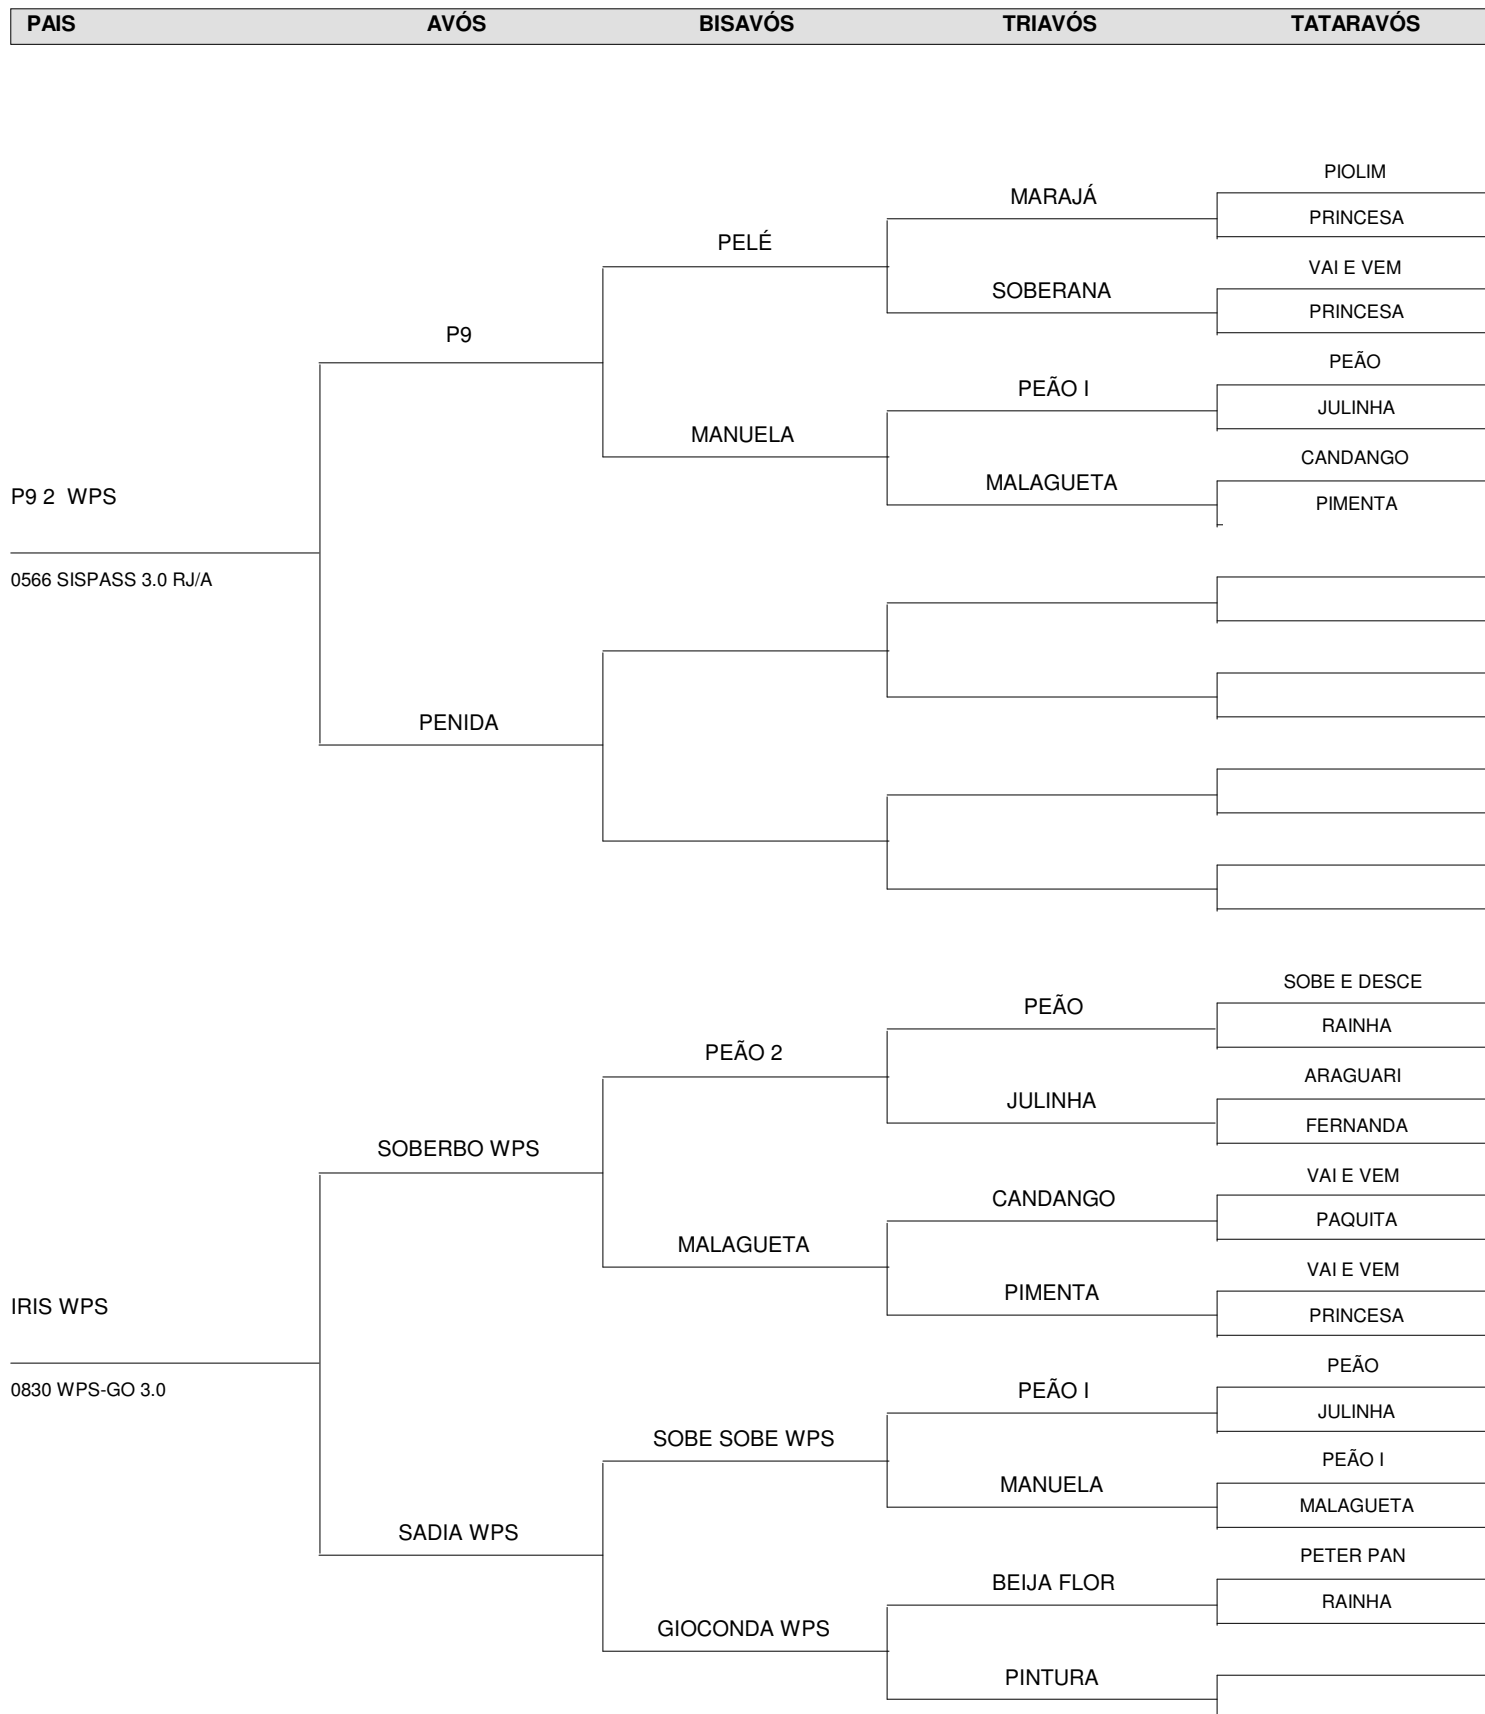 PAIS AVÓS BISAVÓS TRIAVÓS TATARAVÓS
PIOLIM
MARAJÁ
PRINCESA
PELÉ
VAI E VEM
SOBERANA
PRINCESA
P9
PEÃO
PEÃO I
JULINHA
MANUELA
CANDANGO
MALAGUETA
P9 2 WPS
PIMENTA
0566 SISPASS 3.0 RJ/A
PENIDA
SOBE E DESCE
PEÃO
RAINHA
PEÃO 2
ARAGUARI
JULINHA
FERNANDA
SOBERBO WPS
VAI E VEM
CANDANGO
PAQUITA
MALAGUETA
VAI E VEM
PIMENTA
IRIS WPS
PRINCESA
PEÃO
0830 WPS-GO 3.0
PEÃO I
JULINHA
SOBE SOBE WPS
PEÃO I
MANUELA
MALAGUETA
SADIA WPS
PETER PAN
BEIJA FLOR
RAINHA
GIOCONDA WPS
PINTURA